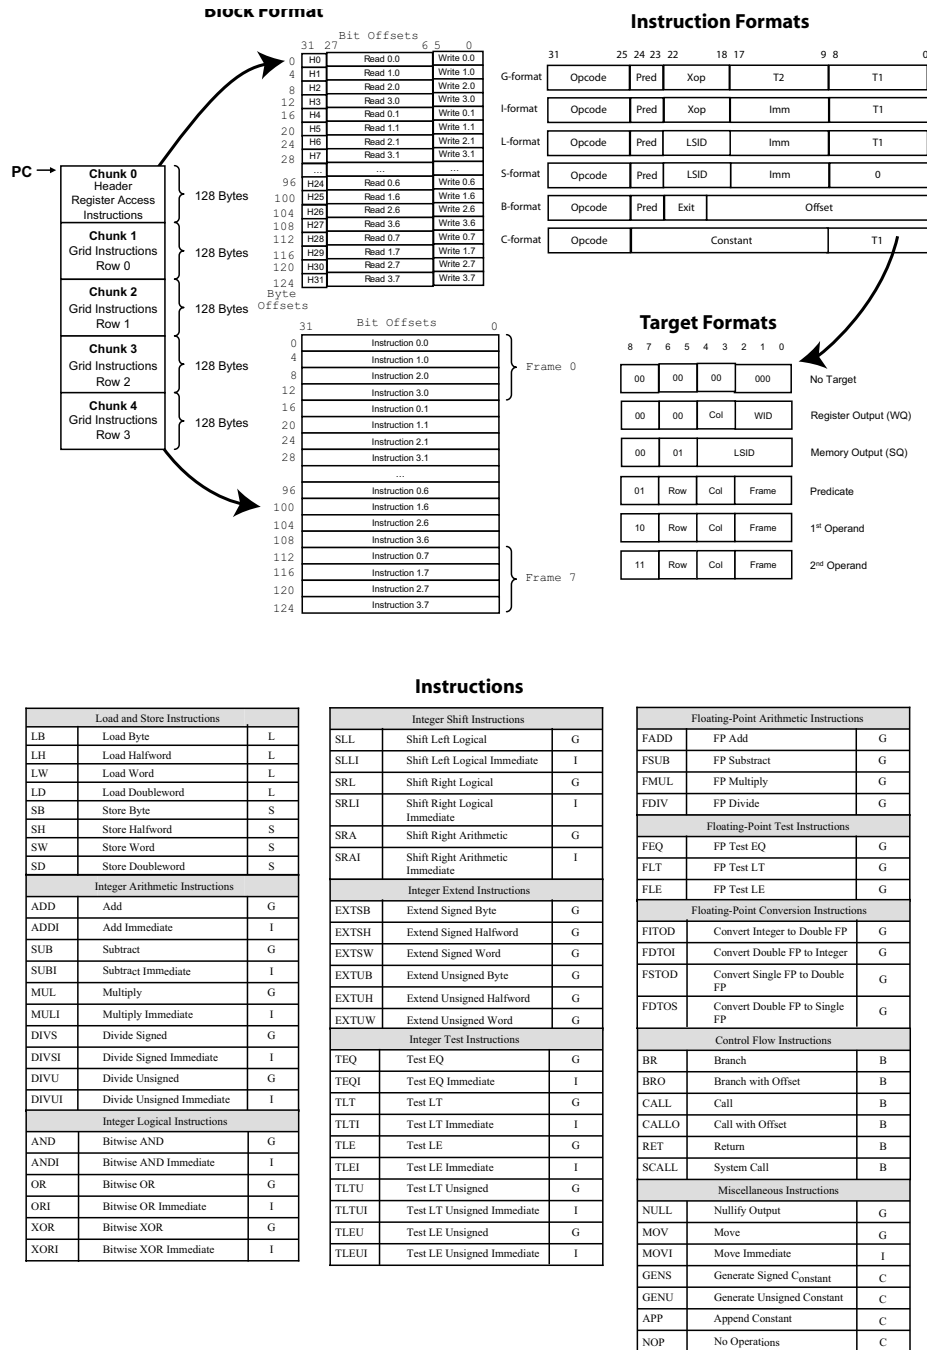 Block Format
Bit Offsets
31 27 6 5 0
0 H0 Read 0.0 Write 0.0
4 H1 Read 1.0 Write 1.0
8 H2 Read 2.0 Write 2.0
12 H3 Read 3.0 Write 3.0
16 H4 Read 0.1 Write 0.1
20 H5 Read 1.1 Write 1.1
24 H6 Read 2.1 Write 2.1
28 H7 Read 3.1 Write 3.1
... ... ...
96 H24 Read 0.6 Write 0.6
100 H25 Read 1.6 Write 1.6
104 H26 Read 2.6 Write 2.6
108 H27 Read 3.6 Write 3.6
112 H28 Read 0.7 Write 0.7
116 H29 Read 1.7 Write 1.7
120 H30 Read 2.7 Write 2.7
124 H31 Read 3.7 Write 3.7
Byte
Offsets
PC
Chunk 0
Header
Register Access
Instructions
128 Bytes
Chunk 1
Grid Instructions
Row 0
128 Bytes
Chunk 2
Grid Instructions
Row 1
128 Bytes
Chunk 3
Grid Instructions
Row 2
128 Bytes
Chunk 4
Grid Instructions
Row 3
128 Bytes
31 Bit Offsets 0
0 Instruction 0.0
4 Instruction 1.0
8 Instruction 2.0
12 Instruction 3.0
Frame 0
16 Instruction 0.1
20 Instruction 1.1
24 Instruction 2.1
28 Instruction 3.1
...
96 Instruction 0.6
100 Instruction 1.6
104 Instruction 2.6
108 Instruction 3.6
112 Instruction 0.7
116 Instruction 1.7
120 Instruction 2.7
124 Instruction 3.7
Frame 7
Instruction Formats
31 25 24 23 22 18 17 9 8 0
G-format Opcode Pred Xop T2 T1
I-format Opcode Pred Xop Imm T1
L-format Opcode Pred LSID Imm T1
S-format Opcode Pred LSID Imm 0
B-format Opcode Pred Exit Offset
C-format Opcode Constant T1
Target Formats
8 7 6 5 4 3 2 1 0
00 00 00 000 No Target
00 00 Col WID Register Output (WQ)
00 01 LSID Memory Output (SQ)
01 Row Col Frame Predicate
10 Row Col Frame 1st Operand
11 Row Col Frame 2nd Operand
Instructions
Load and Store Instructions
LB Load Byte L
LH Load Halfword L
LW Load Word L
LD Load Doubleword L
SB Store Byte S
SH Store Halfword S
SW Store Word S
SD Store Doubleword S
Integer Arithmetic Instructions
ADD Add G
ADDI Add Immediate I
SUB Subtract G
SUBI Subtract Immediate I
MUL Multiply G
MULI Multiply Immediate I
DIVS Divide Signed G
DIVSI Divide Signed Immediate I
DIVU Divide Unsigned G
DIVUI Divide Unsigned Immediate I
Integer Logical Instructions
AND Bitwise AND G
ANDI Bitwise AND Immediate I
OR Bitwise OR G
ORI Bitwise OR Immediate I
XOR Bitwise XOR G
XORI Bitwise XOR Immediate I
Integer Shift Instructions
SLL Shift Left Logical G
SLLI Shift Left Logical Immediate I
SRL Shift Right Logical G
SRLI Shift Right Logical I
Immediate
SRA Shift Right Arithmetic G
SRAI Shift Right Arithmetic I
Immediate
Integer Extend Instructions
EXTSB Extend Signed Byte G
EXTSH Extend Signed Halfword G
EXTSW Extend Signed Word G
EXTUB Extend Unsigned Byte G
EXTUH Extend Unsigned Halfword G
EXTUW Extend Unsigned Word G
Integer Test Instructions
TEQ Test EQ G
TEQI Test EQ Immediate I
TLT Test LT G
TLTI Test LT Immediate I
TLE Test LE G
TLEI Test LE Immediate I
TLTU Test LT Unsigned G
TLTUI Test LT Unsigned Immediate I
TLEU Test LE Unsigned G
TLEUI Test LE Unsigned Immediate I
Floating-Point Arithmetic Instructions
FADD FP Add G
FSUB FP Substract G
FMUL FP Multiply G
FDIV FP Divide G
Floating-Point Test Instructions
FEQ FP Test EQ G
FLT FP Test LT G
FLE FP Test LE G
Floating-Point Conversion Instructions
FITOD Convert Integer to Double FP G
FDTOI Convert Double FP to Integer G
FSTOD Convert Single FP to Double G
FP
FDTOS Convert Double FP to Single G
FP
Control Flow Instructions
BR Branch B
BRO Branch with Offset B
CALL Call B
CALLO Call with Offset B
RET Return B
SCALL System Call B
Miscellaneous Instructions
NULL Nullify Output G
MOV Move G
MOVI Move Immediate I
GENS Generate Signed Constant C
GENU Generate Unsigned Constant C
APP Append Constant C
NOP No Operations C